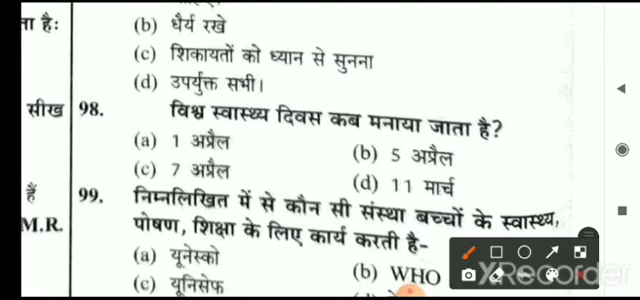 ता है:
(b) धैर्य रखे
(c) शिकायतों को ध्यान से सुनना
(d) उपर्युक्त सभी।
सीख
98. विश्व स्वास्थ्य दिवस कब मनाया जाता है?
(a) 1 अप्रैल
(b) 5 अप्रैल
(c) 7 अप्रैल
(d) 11 मार्च
हैं
99. निम्नलिखित में से कौन सी संस्था बच्चों के स्वास्थ्य,
M.R.
पोषण, शिक्षा के लिए कार्य करती है-
(a) यूनेस्को
(b) WHO
(c) यूनिसेफ
XRecorder